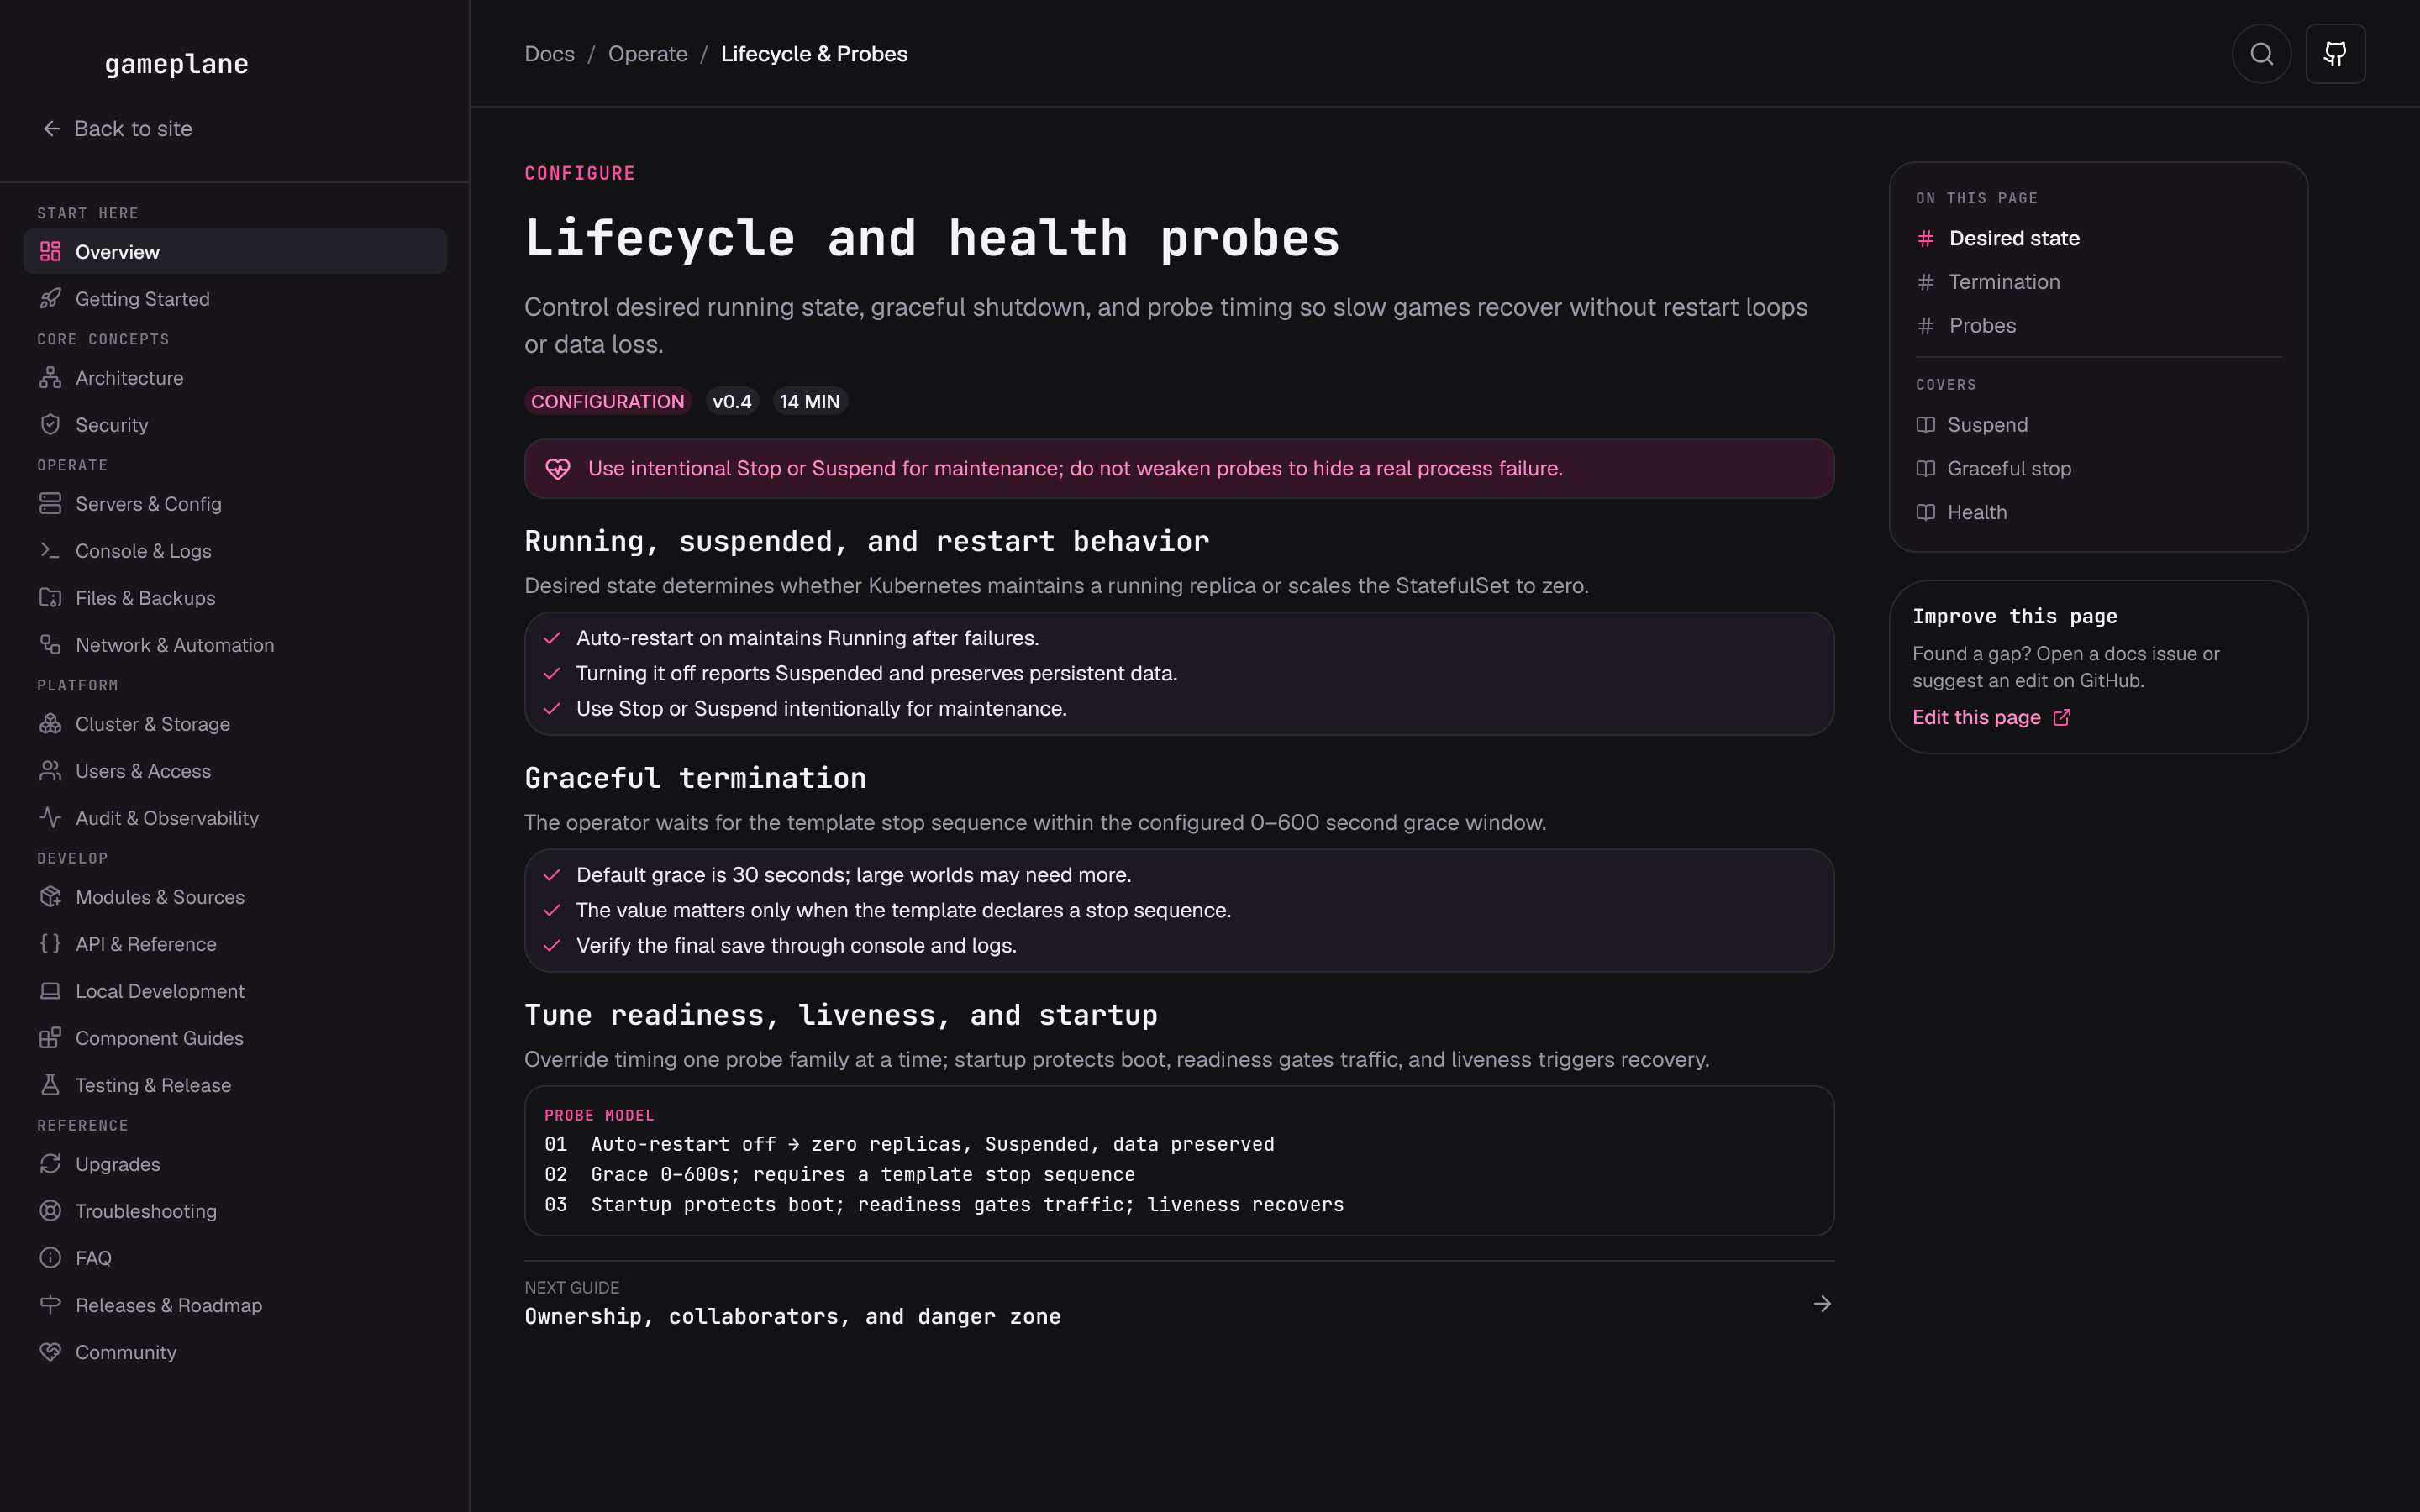 gameplane
Back to site
START HERE
Overview
Getting Started
CORE CONCEPTS
Architecture
Security
OPERATE
Servers & Config
Console & Logs
Files & Backups
Network & Automation
PLATFORM
Cluster & Storage
Users & Access
Audit & Observability
DEVELOP
Modules & Sources
API & Reference
Local Development
Component Guides
Testing & Release
REFERENCE
Upgrades
Troubleshooting
FAQ
Releases & Roadmap
Community
Docs / Operate / Lifecycle & Probes
CONFIGURE
Lifecycle and health probes
Control desired running state, graceful shutdown, and probe timing so slow games recover without restart loops
or data loss.
CONFIGURATION v0.4 14 MIN
Use intentional Stop or Suspend for maintenance; do not weaken probes to hide a real process failure.
Running, suspended, and restart behavior
Desired state determines whether Kubernetes maintains a running replica or scales the StatefulSet to zero.
Auto-restart on maintains Running after failures.
Turning it off reports Suspended and preserves persistent data.
Use Stop or Suspend intentionally for maintenance.
Graceful termination
The operator waits for the template stop sequence within the configured 0–600 second grace window.
Default grace is 30 seconds; large worlds may need more.
The value matters only when the template declares a stop sequence.
Verify the final save through console and logs.
Tune readiness, liveness, and startup
Override timing one probe family at a time; startup protects boot, readiness gates traffic, and liveness triggers recovery.
PROBE MODEL
01 Auto-restart off → zero replicas, Suspended, data preserved
02 Grace 0–600s; requires a template stop sequence
03 Startup protects boot; readiness gates traffic; liveness recovers
NEXT GUIDE
Ownership, collaborators, and danger zone
ON THIS PAGE
# Desired state
# Termination
# Probes
COVERS
Suspend
Graceful stop
Health
Improve this page
Found a gap? Open a docs issue or
suggest an edit on GitHub.
Edit this page